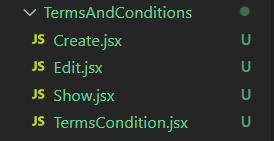 TermsAndConditions
JS Create.jsx U
JS Edit.jsx U
JS Show.jsx U
JS TermsCondition.jsx U